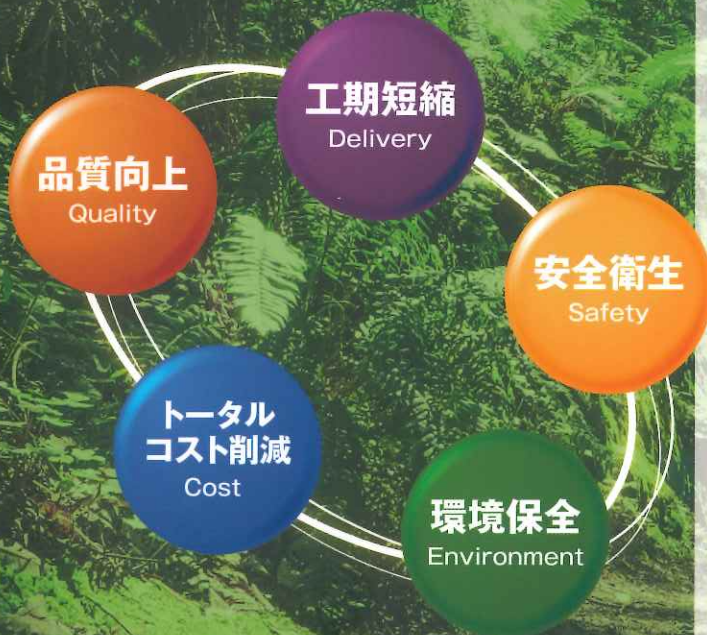 工期短縮
Delivery
品質向上
Quality
安全衛生
Safety
トータル
コスト削減
Cost
環境保全
Environment